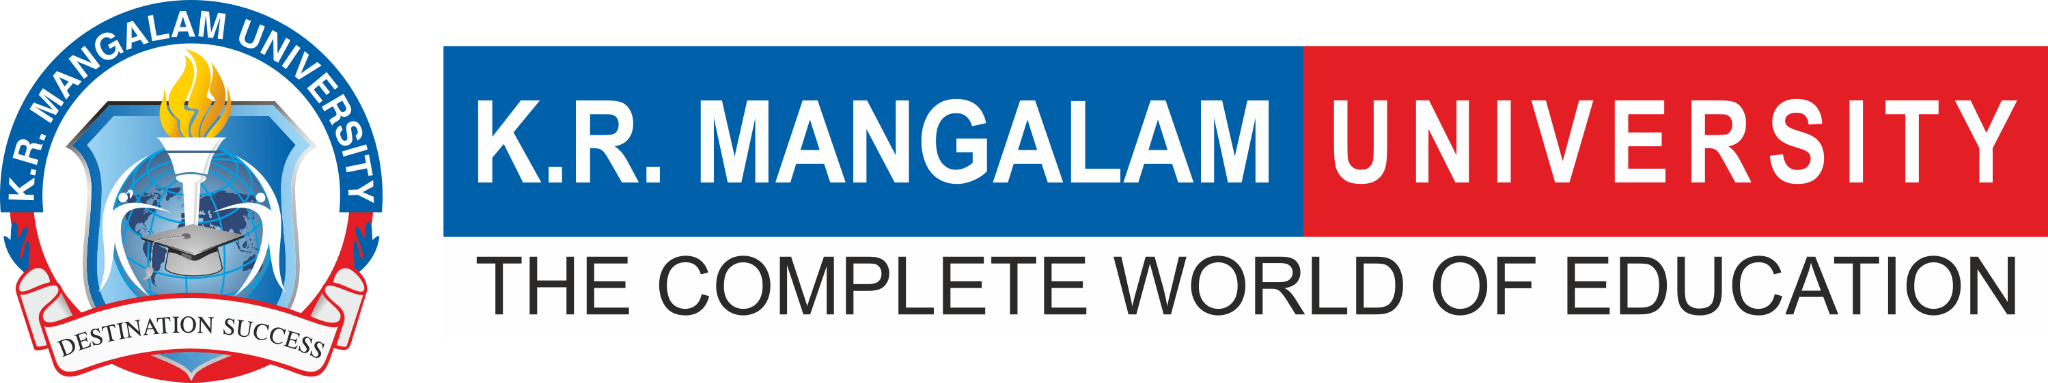 K.R. MANGALAM UNIVERSITY
DESTINATION SUCCESS
K.R. MANGALAM UNIVERSITY
THE COMPLETE WORLD OF EDUCATION